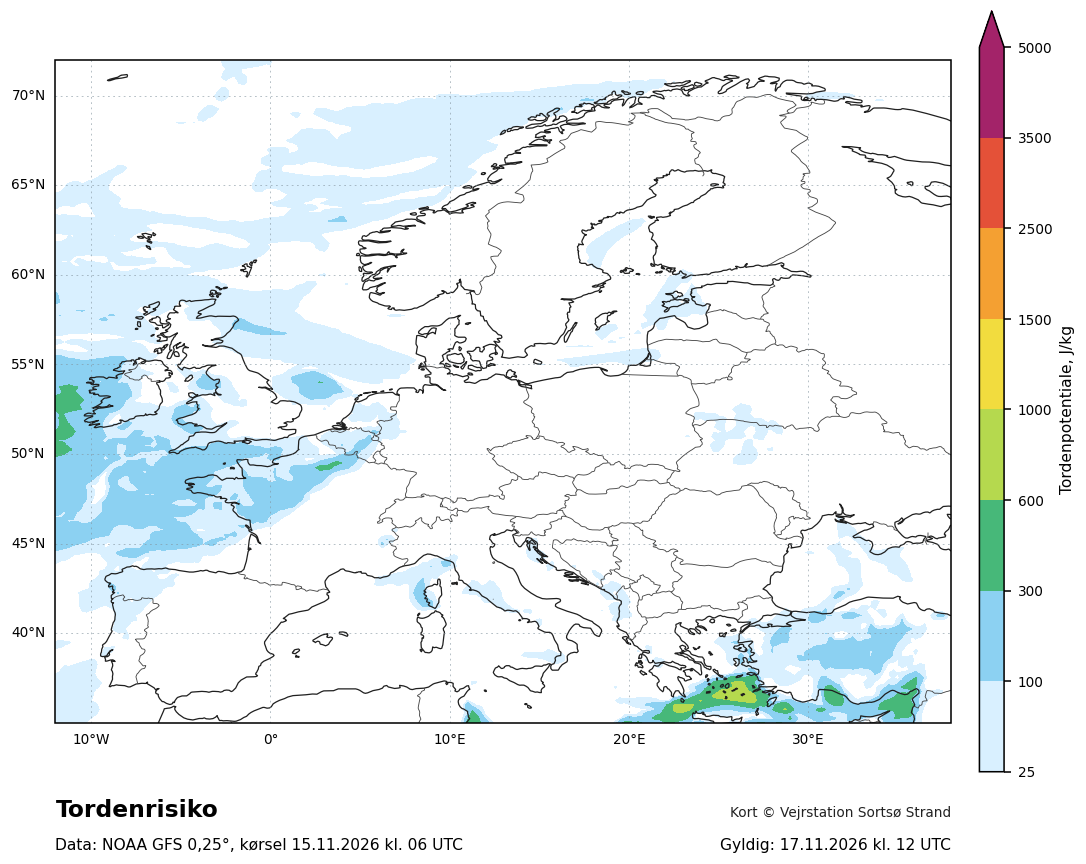 70°N
65°N
60°N
55°N
50°N
45°N
40°N
10°W
0°
10°E
20°E
30°E
5000
3500
2500
1500
1000
600
300
100
25
Tordenpotentiale, J/kg
Tordenrisiko
Kort © Vejrstation Sortsø Strand
Data: NOAA GFS 0,25°, kørsel 15.11.2026 kl. 06 UTC
Gyldig: 17.11.2026 kl. 12 UTC